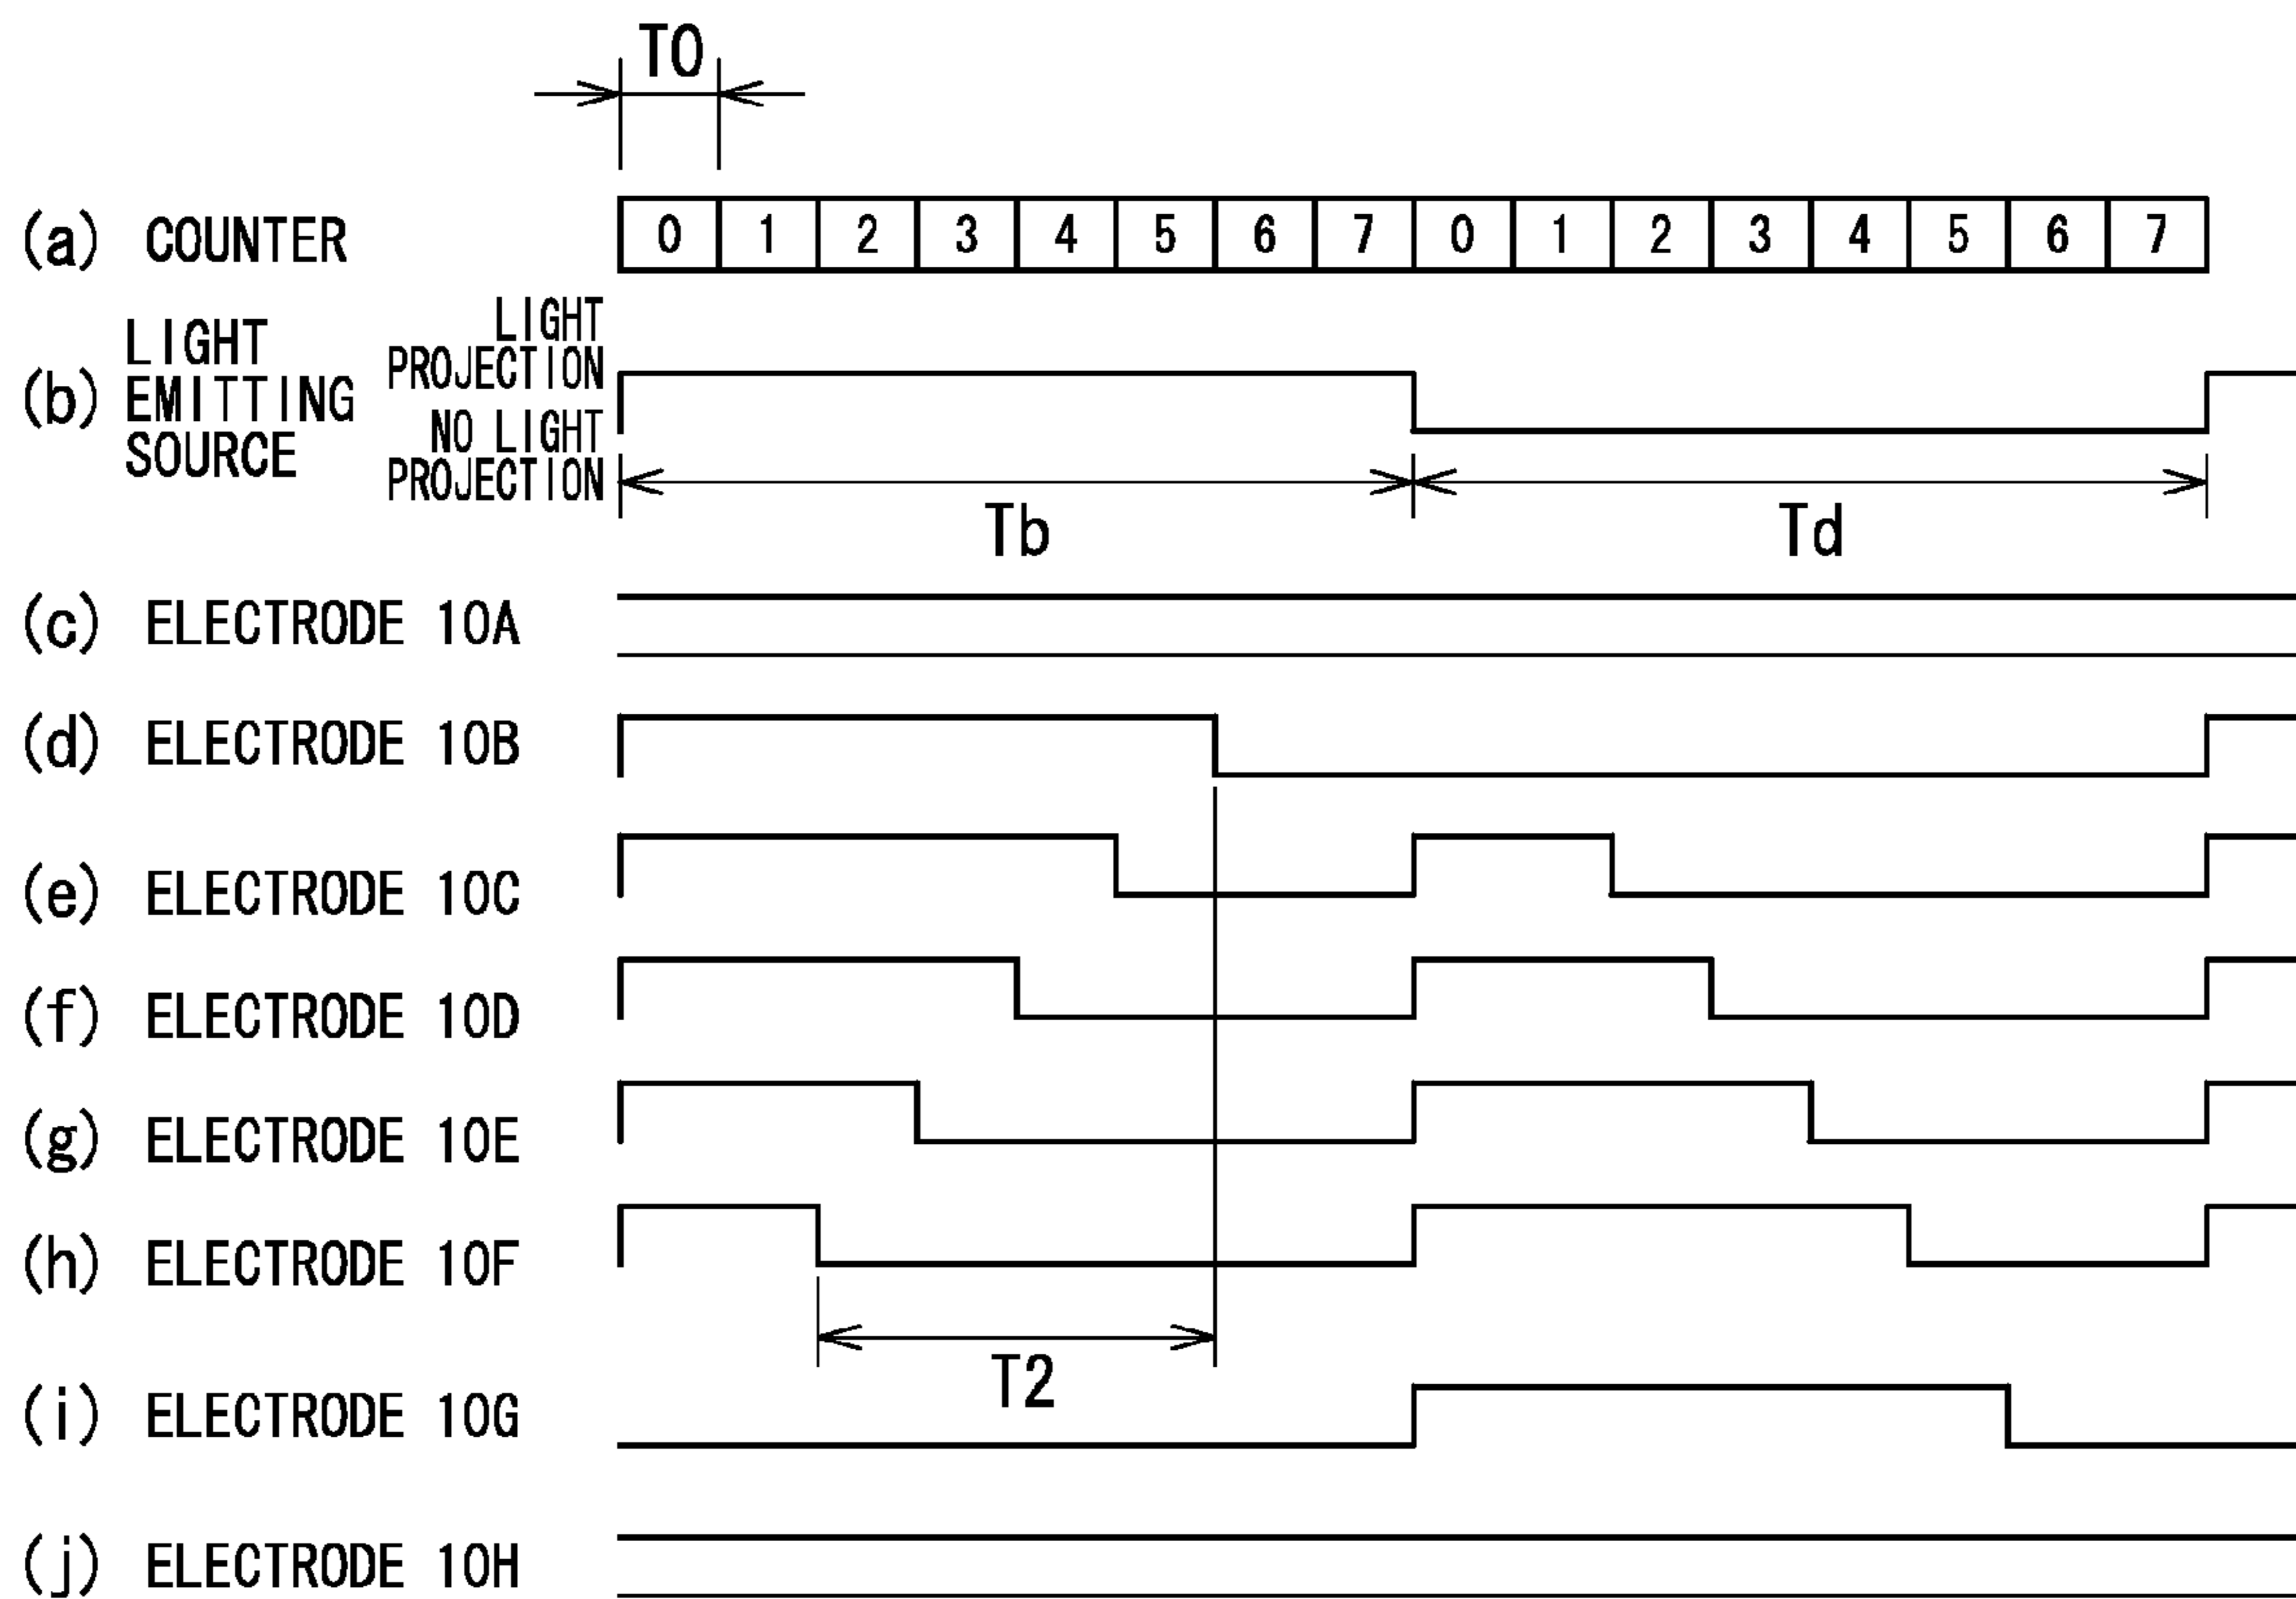 T0
(a) COUNTER 0 1 2 3 4 5 6 7 0 1 2 3 4 5 6 7
(b) LIGHT EMITTING SOURCE
LIGHT
PROJECTION
NO LIGHT
PROJECTION
Tb Td
(c) ELECTRODE 10A
(d) ELECTRODE 10B
(e) ELECTRODE 10C
(f) ELECTRODE 10D
(g) ELECTRODE 10E
(h) ELECTRODE 10F
T2
(i) ELECTRODE 10G
(j) ELECTRODE 10H